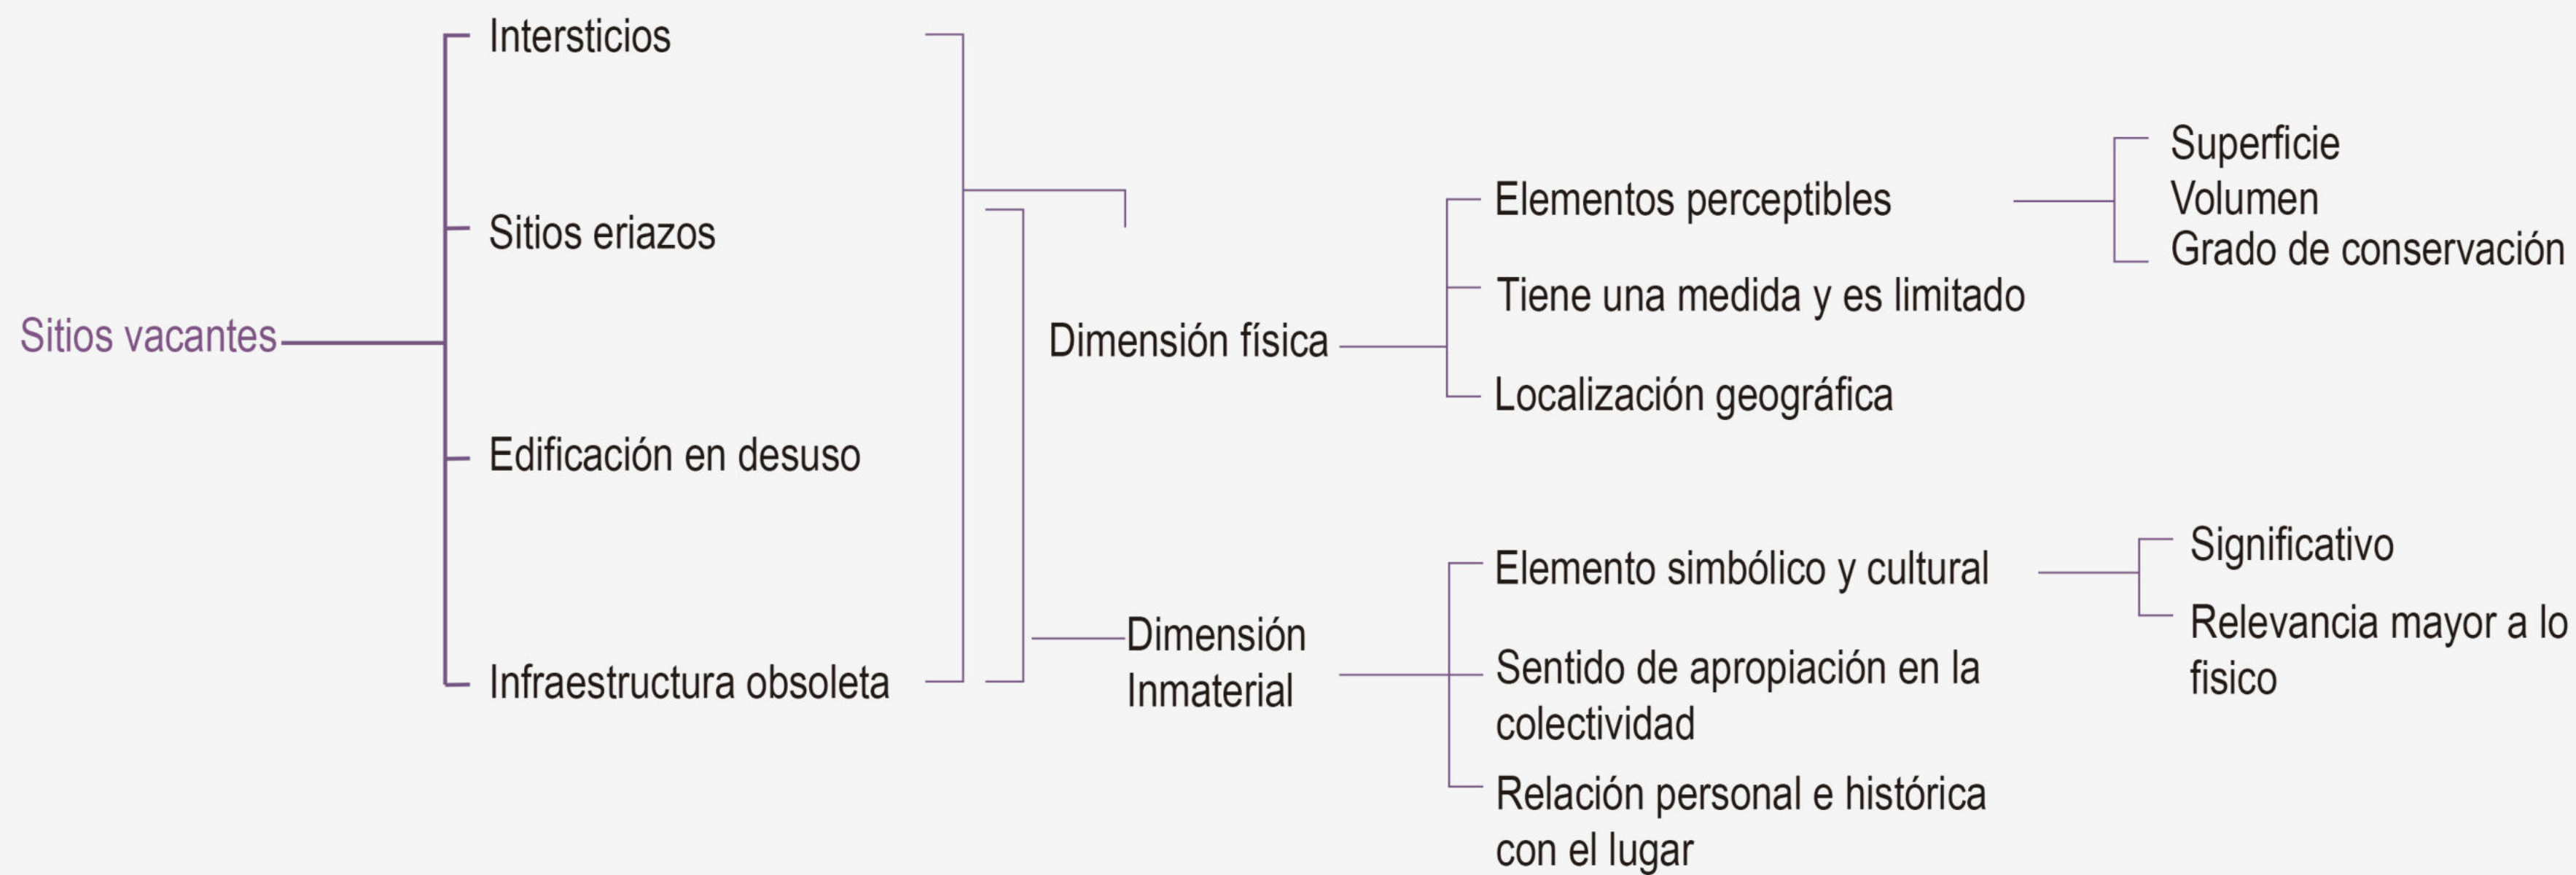 Sitios vacantes
Intersticios
Sitios eriazos
Edificación en desuso
Infraestructura obsoleta
Dimensión física
Elementos perceptibles
Superficie
Volumen
Grado de conservación
Tiene una medida y es limitado
Localización geográfica
Dimensión
Inmaterial
Elemento simbólico y cultural
Significativo
Relevancia mayor a lo
fisico
Sentido de apropiación en la
colectividad
Relación personal e histórica
con el lugar